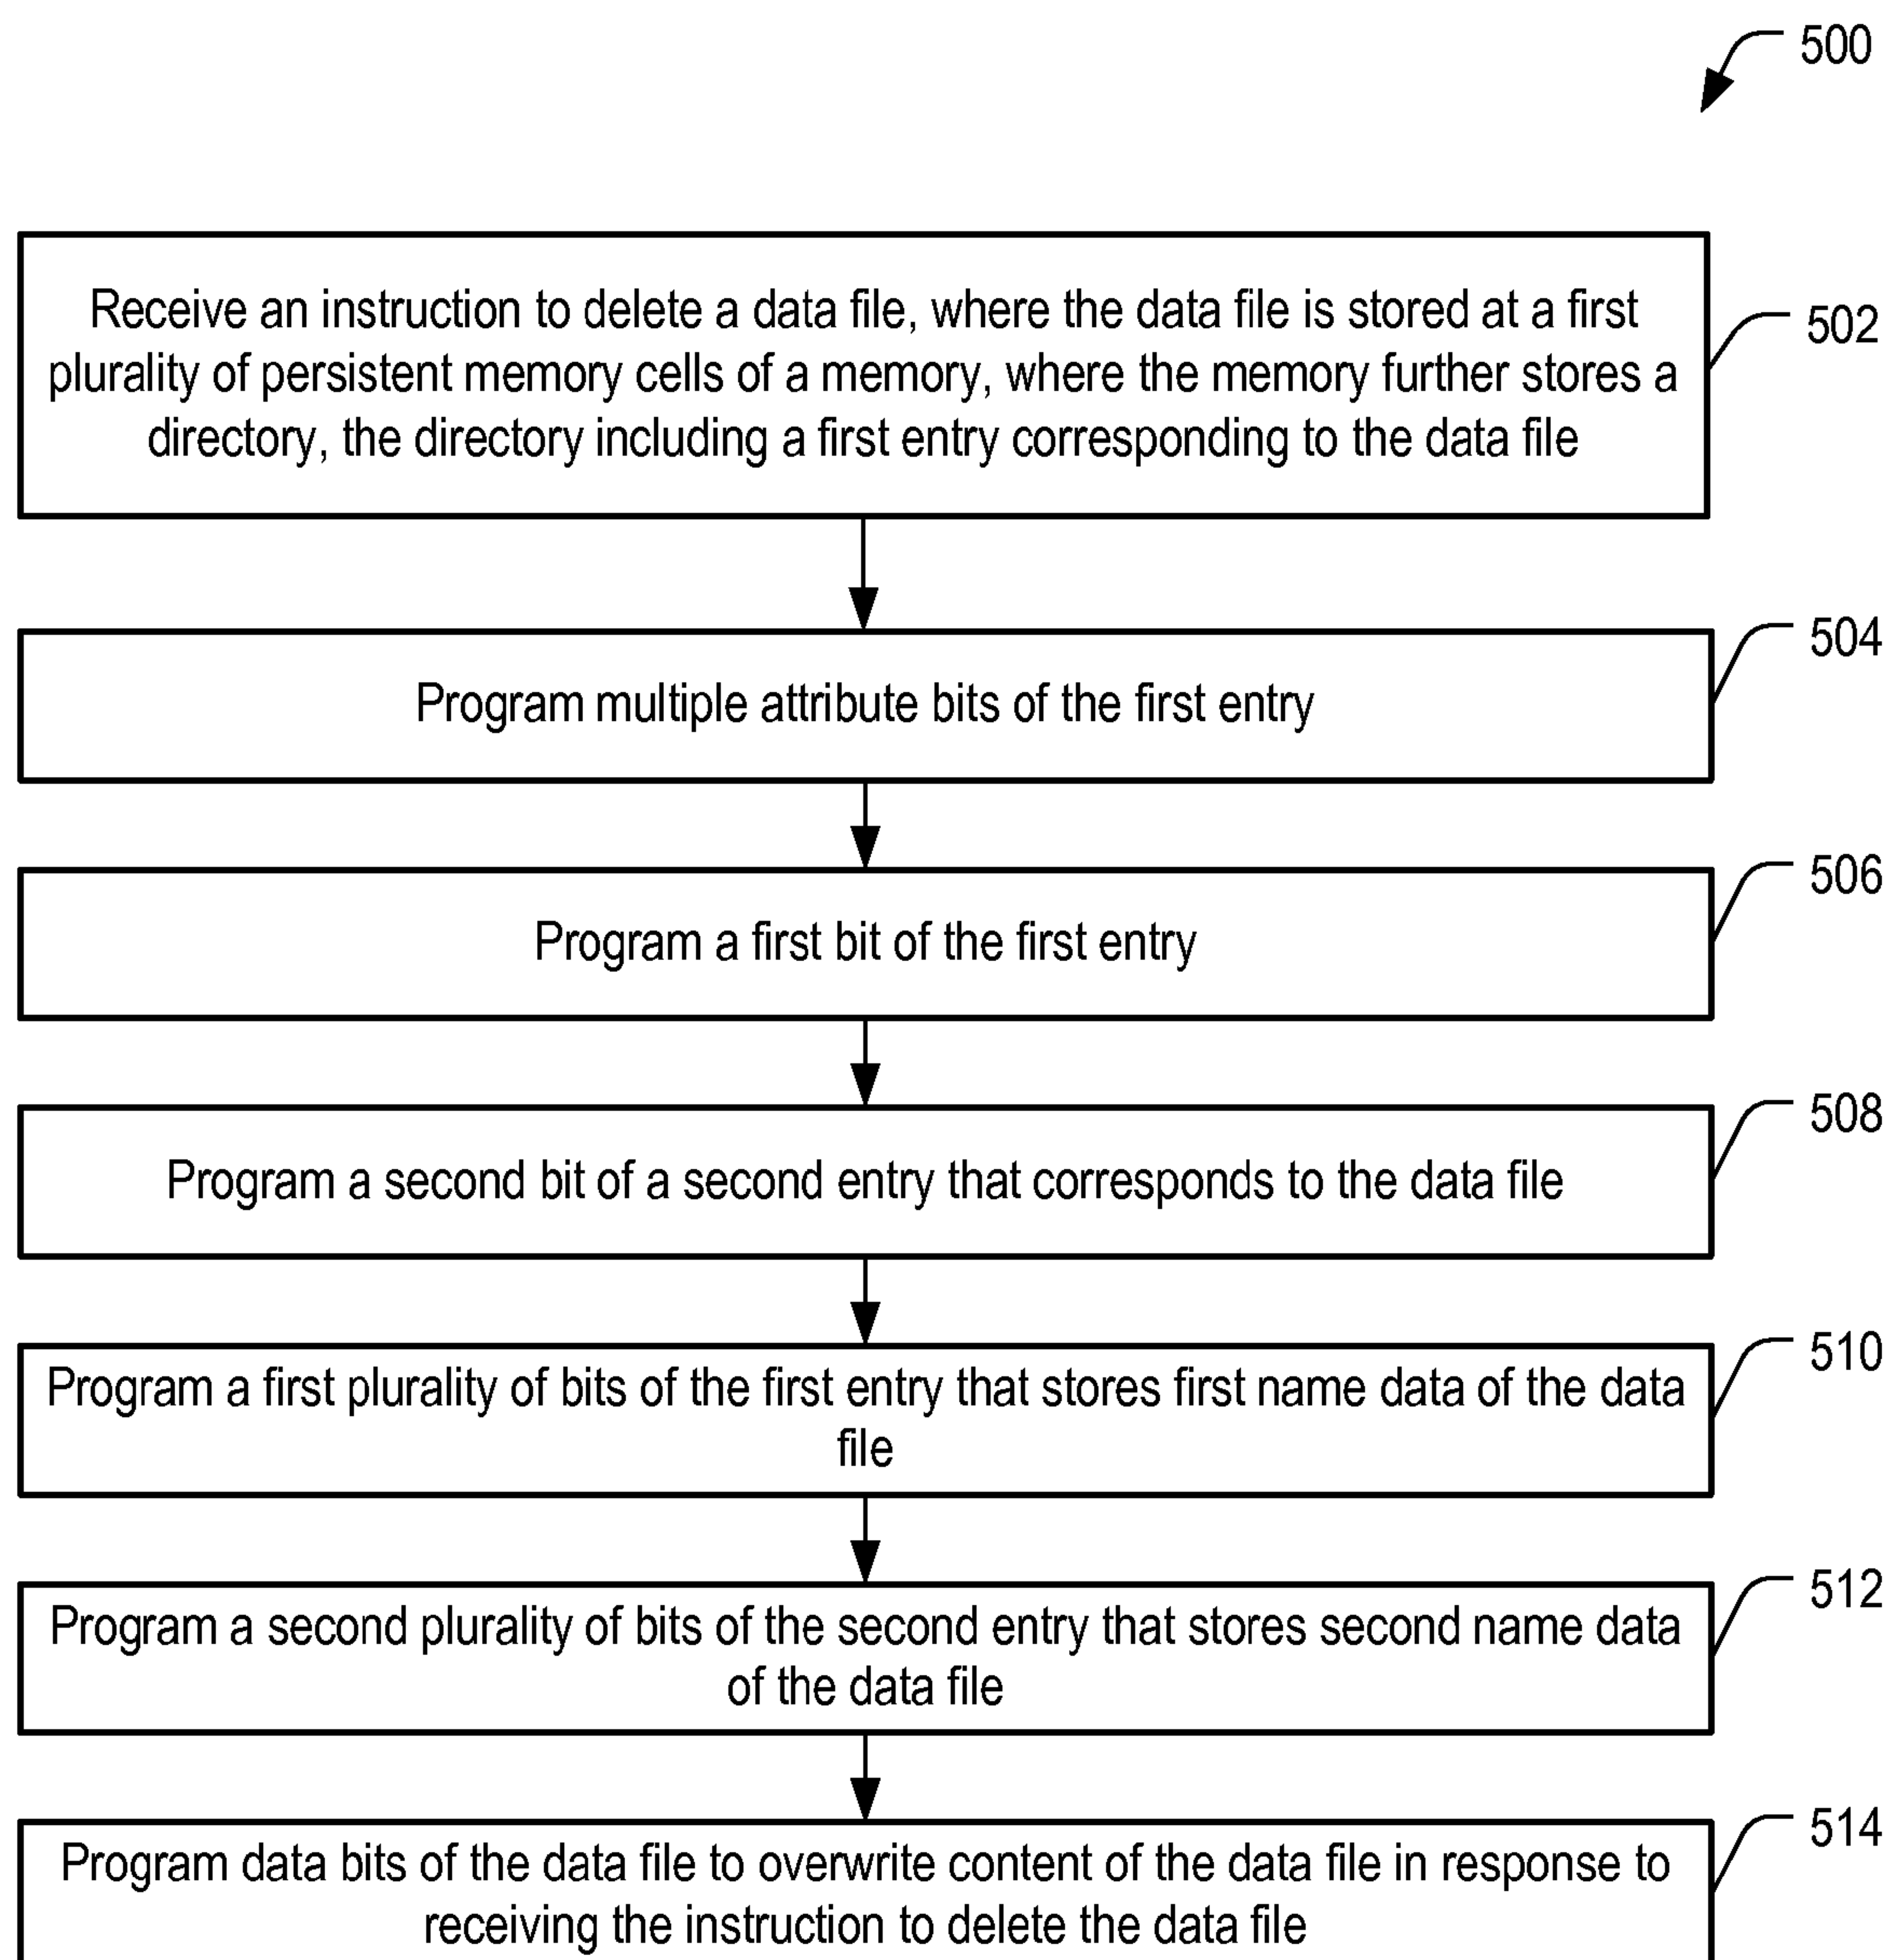 500
Receive an instruction to delete a data file, where the data file is stored at a first
plurality of persistent memory cells of a memory, where the memory further stores a
directory, the directory including a first entry corresponding to the data file
502
504
Program multiple attribute bits of the first entry
506
Program a first bit of the first entry
508
Program a second bit of a second entry that corresponds to the data file
510
Program a first plurality of bits of the first entry that stores first name data of the data
file
512
Program a second plurality of bits of the second entry that stores second name data
of the data file
514
Program data bits of the data file to overwrite content of the data file in response to
receiving the instruction to delete the data file